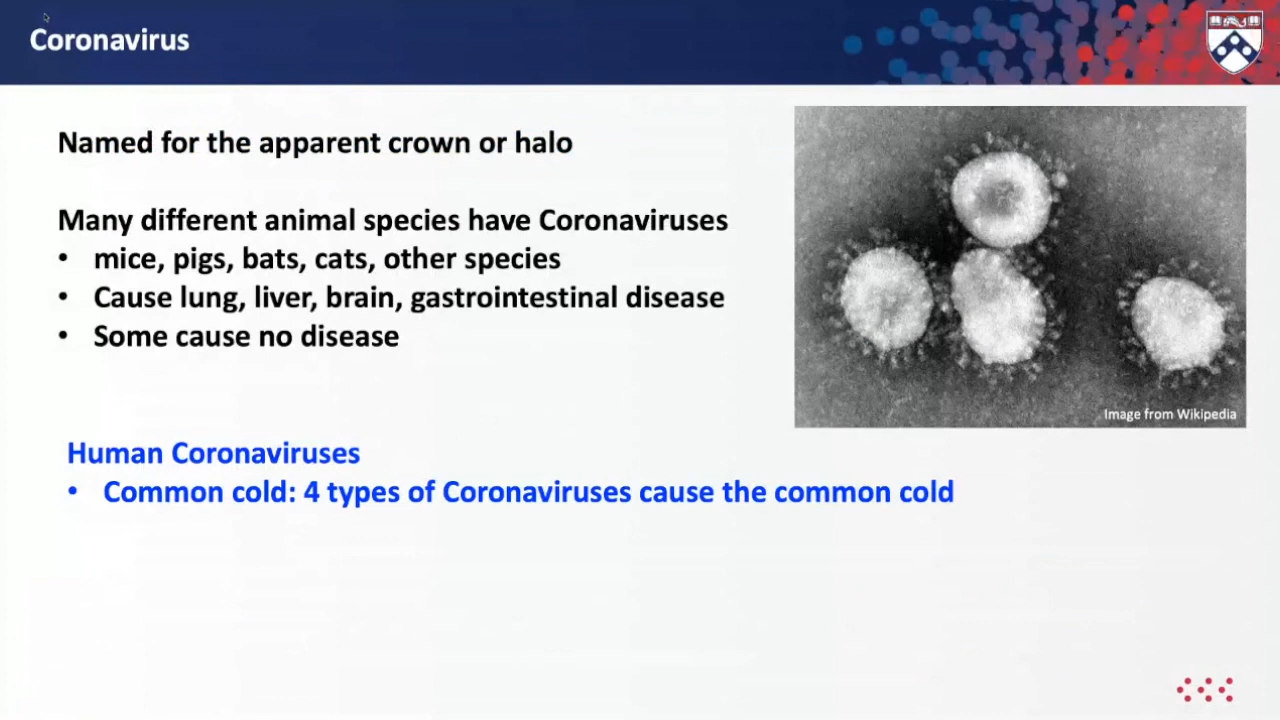 Coronavirus
Named for the apparent crown or halo
Many different animal species have Coronaviruses
• mice, pigs, bats, cats, other species
• Cause lung, liver, brain, gastrointestinal disease
• Some cause no disease
Image from Wikipedia
Human Coronaviruses
• Common cold: 4 types of Coronaviruses cause the common cold